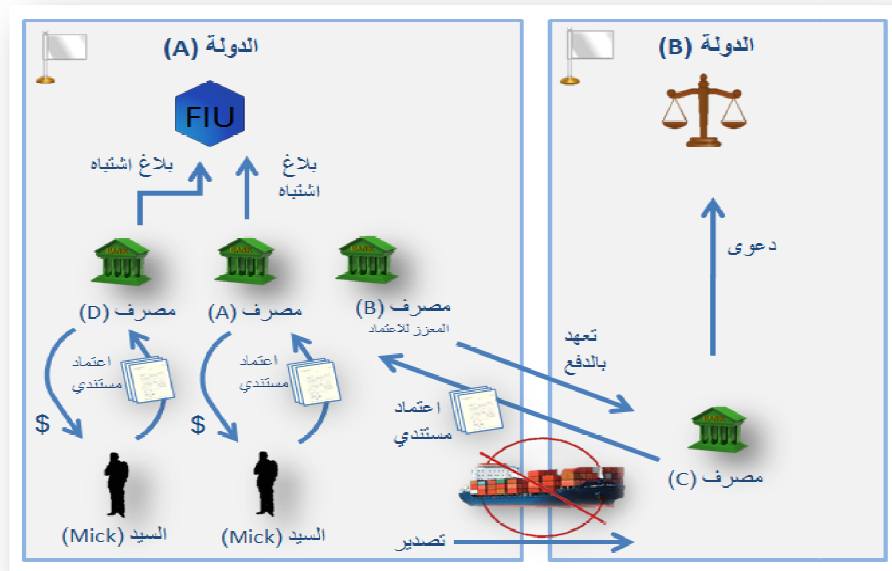 الدولة (A)
الدولة (B)
FIU
بلاغ اشتباه
بلاغ
اشتباه
دعوى
مصرف (D)
مصرف (A)
مصرف (B)
المعزز للاعتماد
تعهد
بالدفع
اعتماد
مستندي
اعتماد
مستندي
اعتماد
مستندي
$
$
مصرف (C)
السيد (Mick)
السيد (Mick)
تصدير